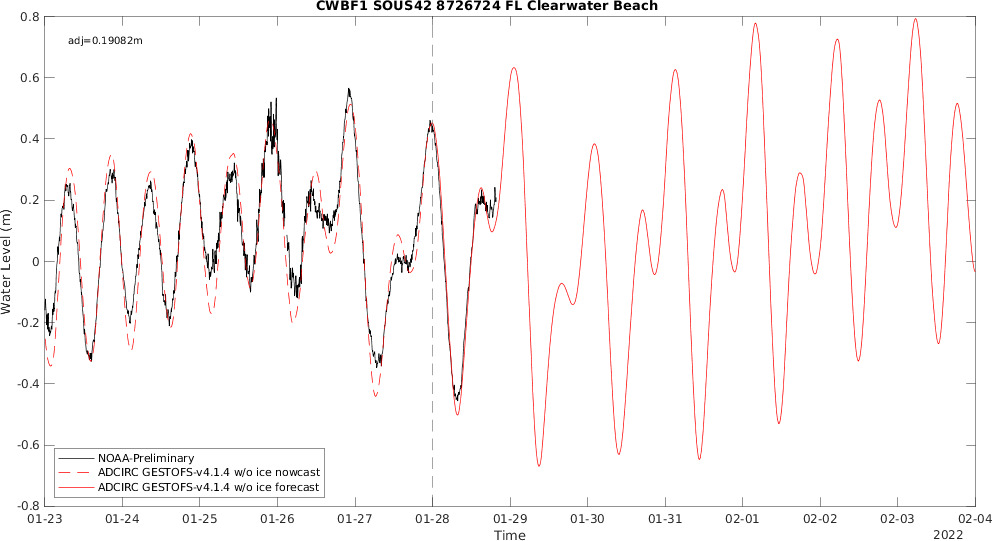 CWBF1 SOUS42 8726724 FL Clearwater Beach
adj=0.19082m
0.8
0.6
0.4
0.2
0
-0.2
-0.4
-0.6
-0.8
Water Level (m)
NOAA-Preliminary
ADCIRC GESTOFS-v4.1.4 w/o ice nowcast
ADCIRC GESTOFS-v4.1.4 w/o ice forecast
01-23 01-24 01-25 01-26 01-27 01-28 01-29 01-30 01-31 02-01 02-02 02-03 02-04
Time
2022